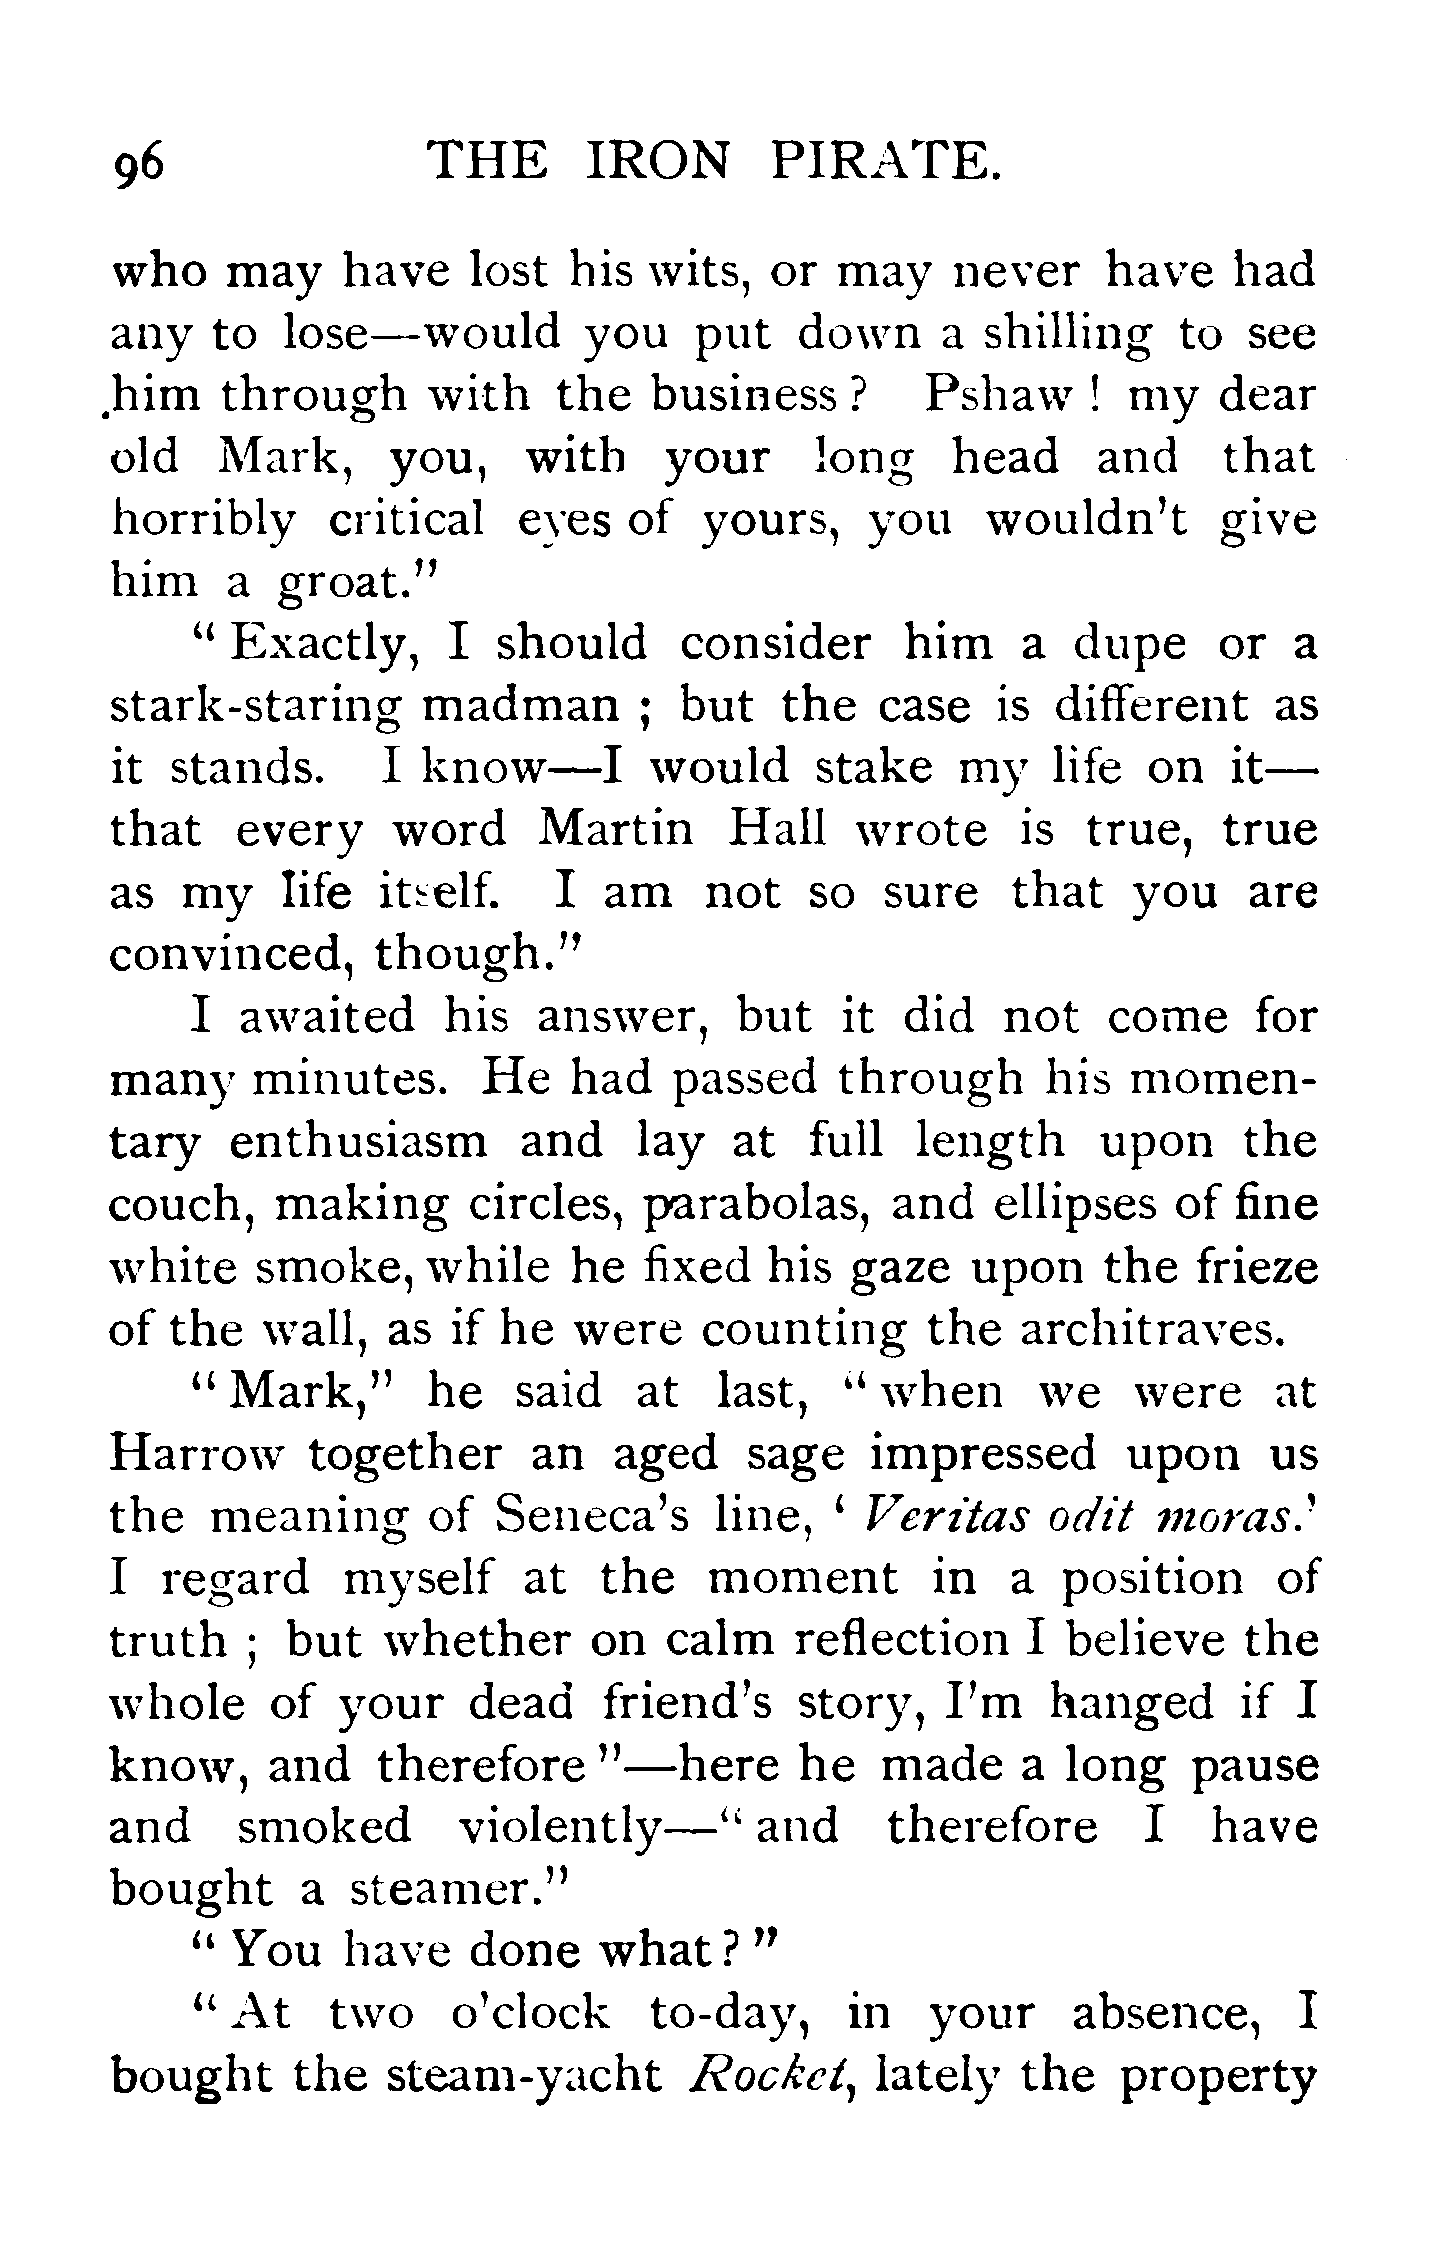 96 THE IRON PIRATE.
who may have lost his wits, or may never have had
any to lose—would you put down a shilling to see
him through with the business? Pshaw! my dear
old Mark, you, with your long head and that
horribly critical eyes of yours, you wouldn't give
him a groat."
"Exactly, I should consider him a dupe or a
stark-staring madman; but the case is different as
it stands. I know—I would stake my life on it—
that every word Martin Hall wrote is true, true
as my life itself. I am not so sure that you are
convinced, though."
I awaited his answer, but it did not come for
many minutes. He had passed through his momen-
tary enthusiasm and lay at full length upon the
couch, making circles, parabolas, and ellipses of fine
white smoke, while he fixed his gaze upon the frieze
of the wall, as if he were counting the architraves.
"Mark," he said at last, "when we were at
Harrow together an aged sage impressed upon us
the meaning of Seneca's line, 'Veritas odit moras.'
I regard myself at the moment in a position of
truth; but whether on calm reflection I believe the
whole of your dead friend's story, I'm hanged if I
know, and therefore"—here he made a long pause
and smoked violently—"and therefore I have
bought a steamer."
"You have done what?"
"At two o'clock to-day, in your absence, I
bought the steam-yacht Rocket, lately the property